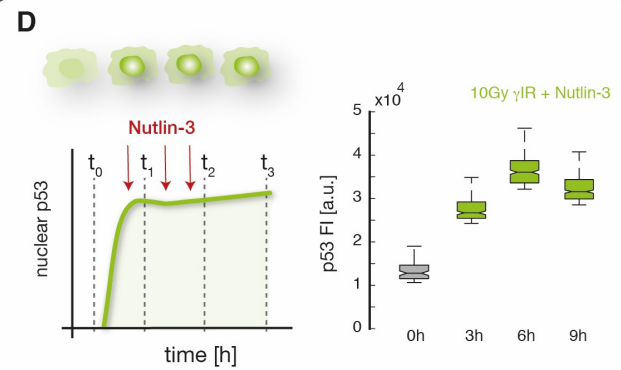 D
Nutlin-3
t0 t1 t2 t3
nuclear p53
time [h]
10Gy γIR + Nutlin-3
x10^4
p53 FI [a.u.]
5
4
3
2
1
0
0h 3h 6h 9h